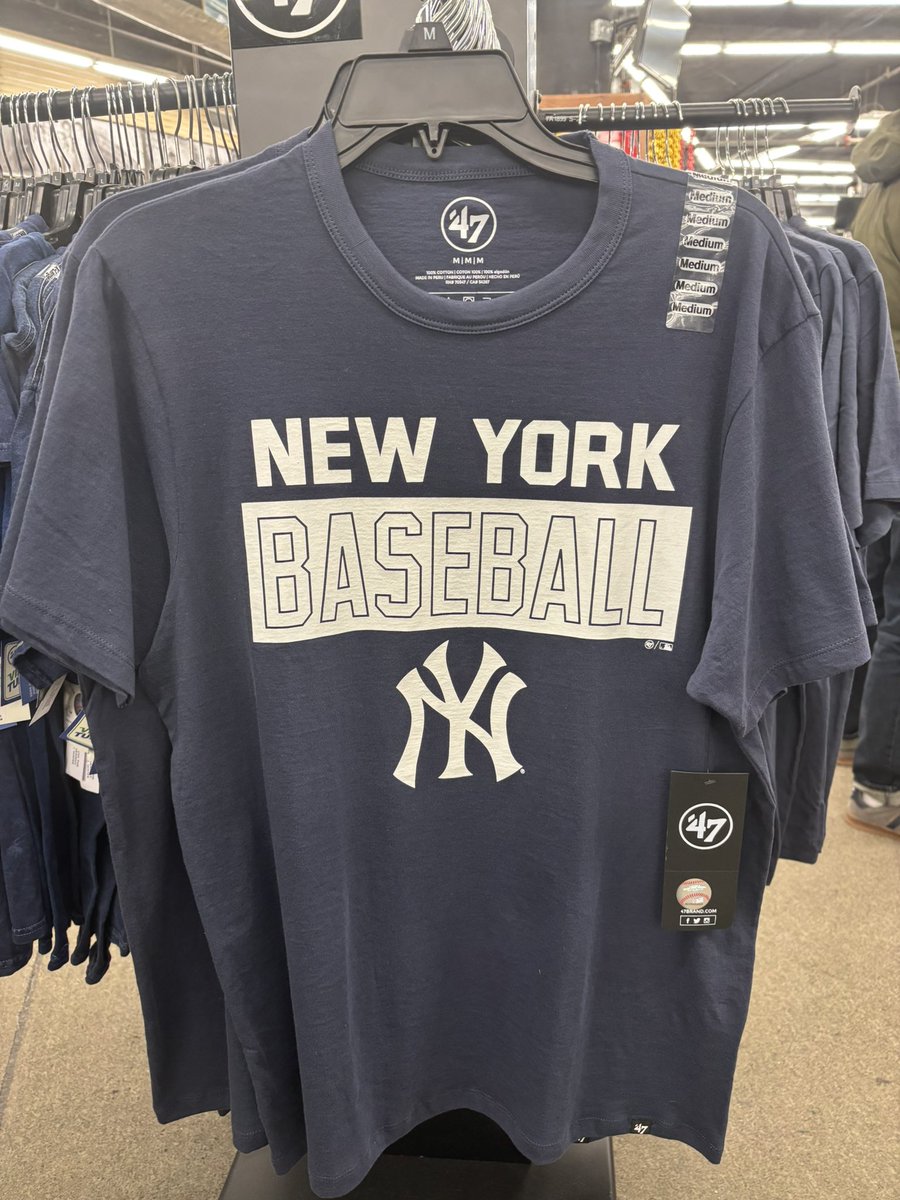 47
M
'47
M|M|M
100% COTTON | COTON 100% | 100% algodón
MADE IN PERU | FABRIQUE AU PEROU | HECHO EN PERÚ
Medium
Medium
Medium
Medium
Medium
Medium
NEW YORK
BASEBALL
NY
'47
47BRAND.COM
'47